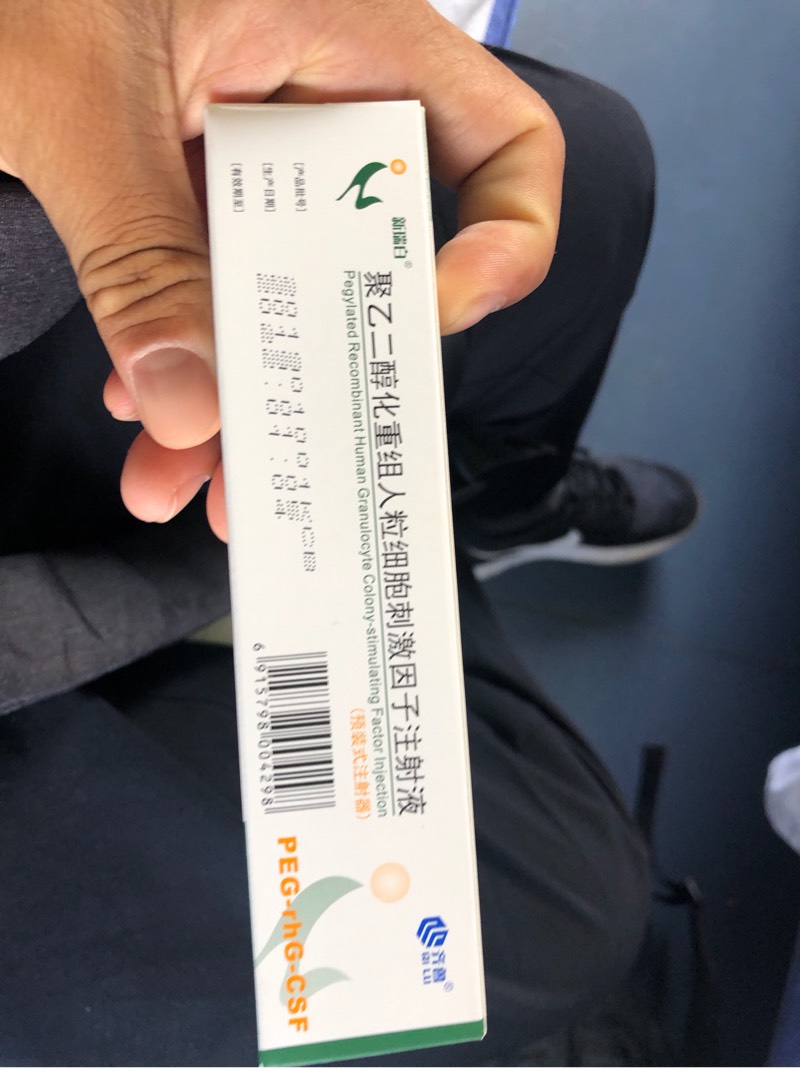 新瑞白®
聚乙二醇化重组人粒细胞刺激因子注射液
Pegylated Recombinant Human Granulocyte Colony-stimulating Factor Injection
(预装式注射器)
[产品批号]
[生产日期]
[有效期至]
6 915798 004298
齐鲁®
QILU
PEG-rhG-CSF